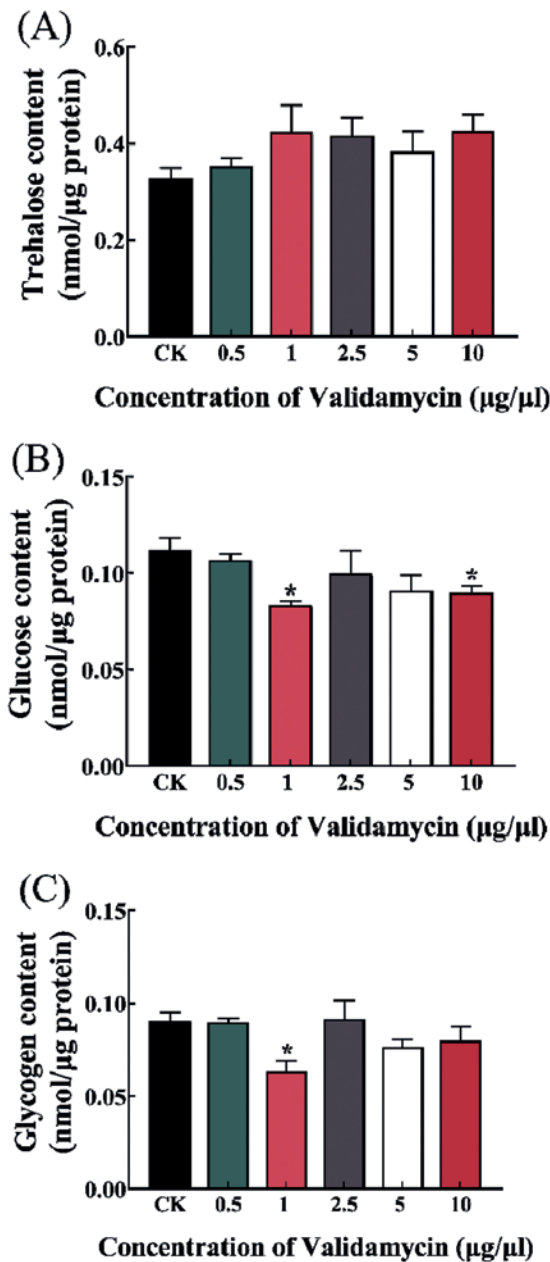 (A)
Trehalose content
(nmol/μg protein)
0.6
0.4
0.2
0.0
CK 0.5 1 2.5 5 10
Concentration of Validamycin (μg/μl)
(B)
Glucose content
(nmol/μg protein)
0.15
0.10
0.05
0.00
* *
CK 0.5 1 2.5 5 10
Concentration of Validamycin (μg/μl)
(C)
Glycogen content
(nmol/μg protein)
0.15
0.10
0.05
0.00
*
CK 0.5 1 2.5 5 10
Concentration of Validamycin (μg/μl)